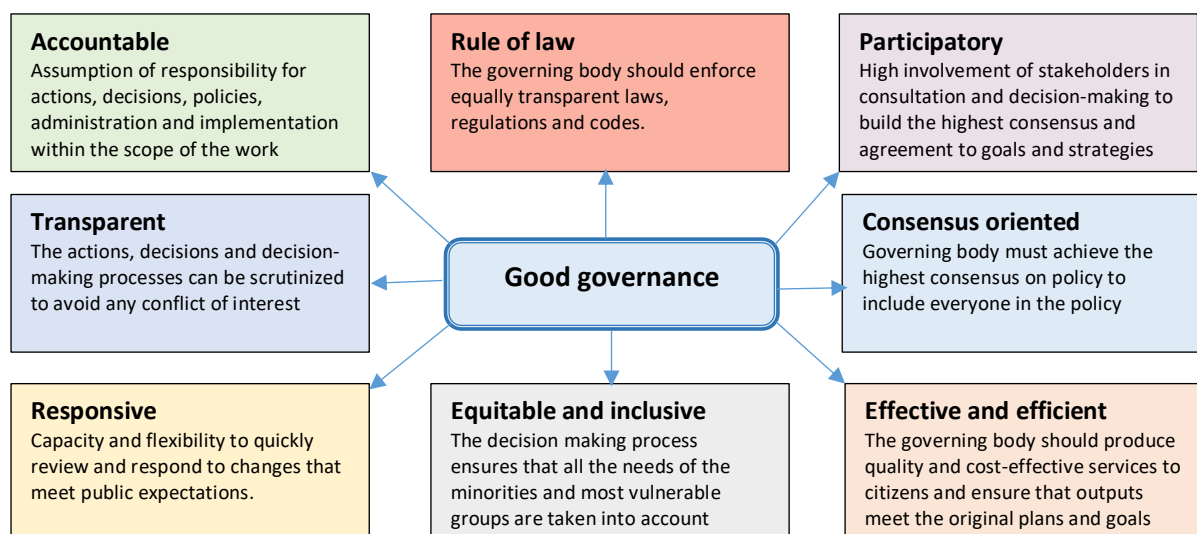 Accountable
Assumption of responsibility for
actions, decisions, policies,
administration and implementation
within the scope of the work
Rule of law
The governing body should enforce
equally transparent laws,
regulations and codes.
Participatory
High involvement of stakeholders in
consultation and decision-making to
build the highest consensus and
agreement to goals and strategies
Transparent
The actions, decisions and decision-
making processes can be scrutinized
to avoid any conflict of interest
Good governance
Consensus oriented
Governing body must achieve the
highest consensus on policy to
include everyone in the policy
Responsive
Capacity and flexibility to quickly
review and respond to changes that
meet public expectations.
Equitable and inclusive
The decision making process
ensures that all the needs of the
minorities and most vulnerable
groups are taken into account
Effective and efficient
The governing body should produce
quality and cost-effective services to
citizens and ensure that outputs
meet the original plans and goals